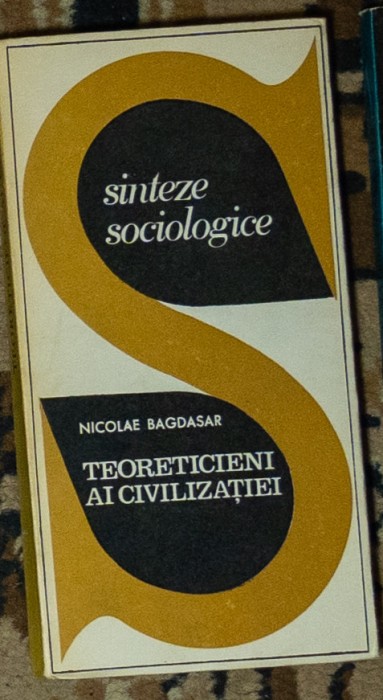 sinteze
sociologice
NICOLAE BAGDASAR
TEORETICIENI
AI CIVILIZAȚIEI